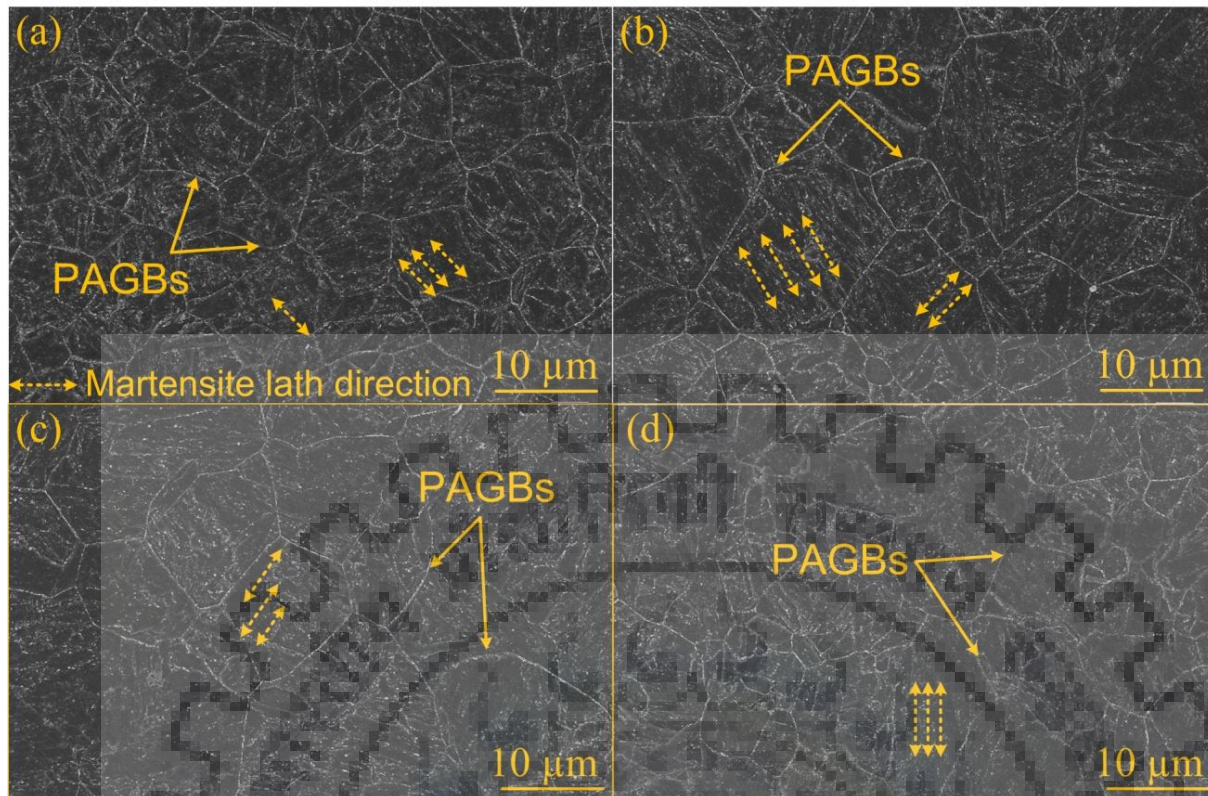 (a)
PAGBs
10 µm
Martensite lath direction
(b)
PAGBs
10 µm
(c)
PAGBs
10 µm
(d)
PAGBs
10 µm